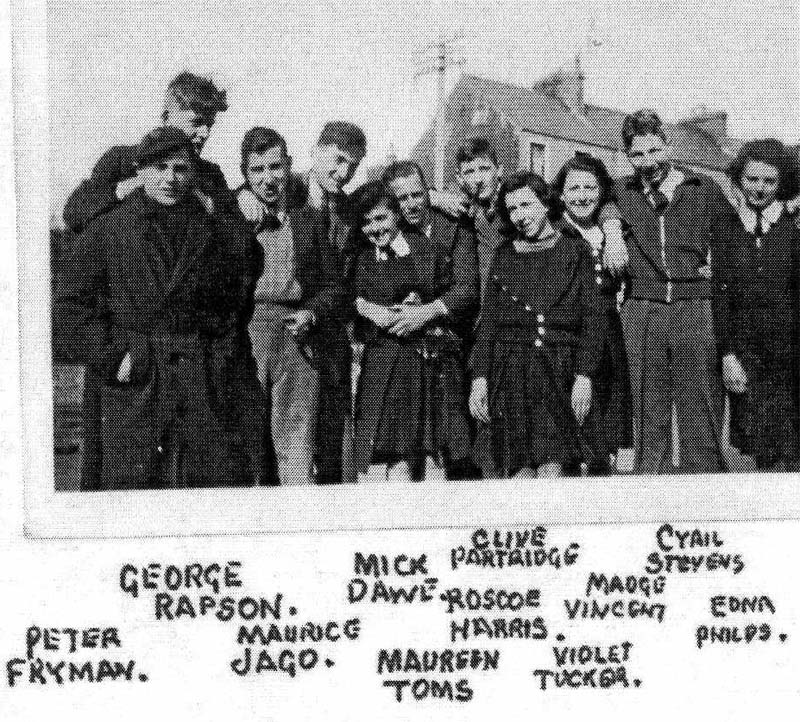 CLIVE PARTRIDGE
CYRIL STEVENS
MICK DAWE.
GEORGE RAPSON.
MADGE VINCENT
ROSCOE HARRIS.
EDNA PHILPS.
PETER FRYMAN.
MAURICE JAGO.
MAUREEN TOMS
VIOLET TUCKER.